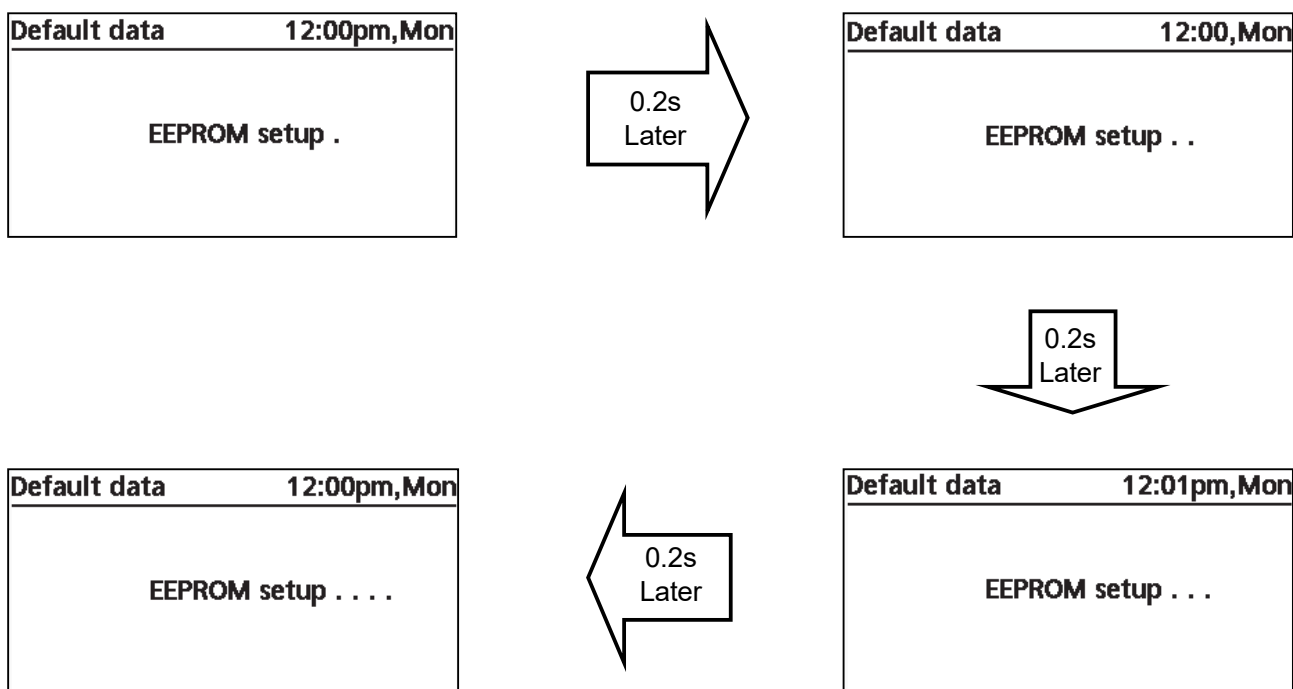 Default data 12:00pm,Mon
EEPROM setup .
0.2s
Later
Default data 12:00,Mon
EEPROM setup . .
0.2s
Later
Default data 12:01pm,Mon
EEPROM setup . . .
0.2s
Later
Default data 12:00pm,Mon
EEPROM setup . . . .